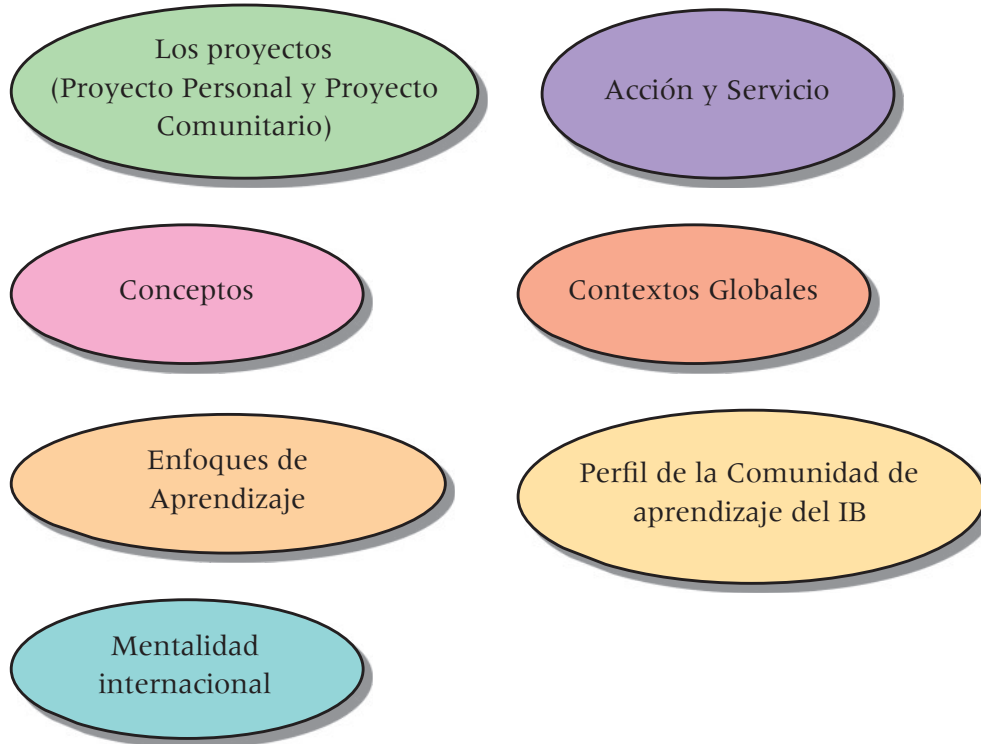 Los proyectos
(Proyecto Personal y Proyecto
Comunitario)
Acción y Servicio
Conceptos
Contextos Globales
Enfoques de
Aprendizaje
Perfil de la Comunidad de
aprendizaje del IB
Mentalidad
internacional